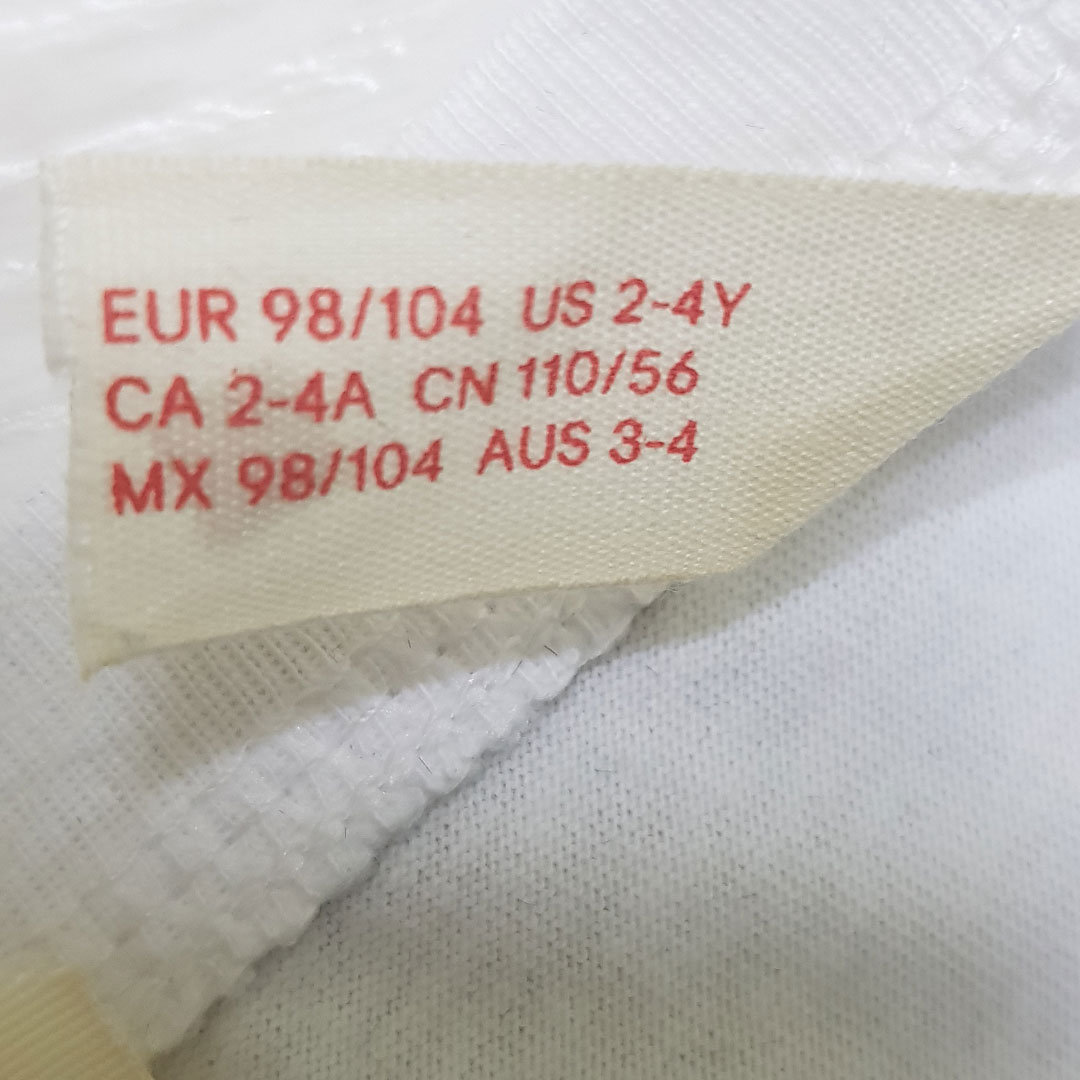 EUR 98/104 US 2-4Y
CA 2-4A CN 110/56
MX 98/104 AUS 3-4